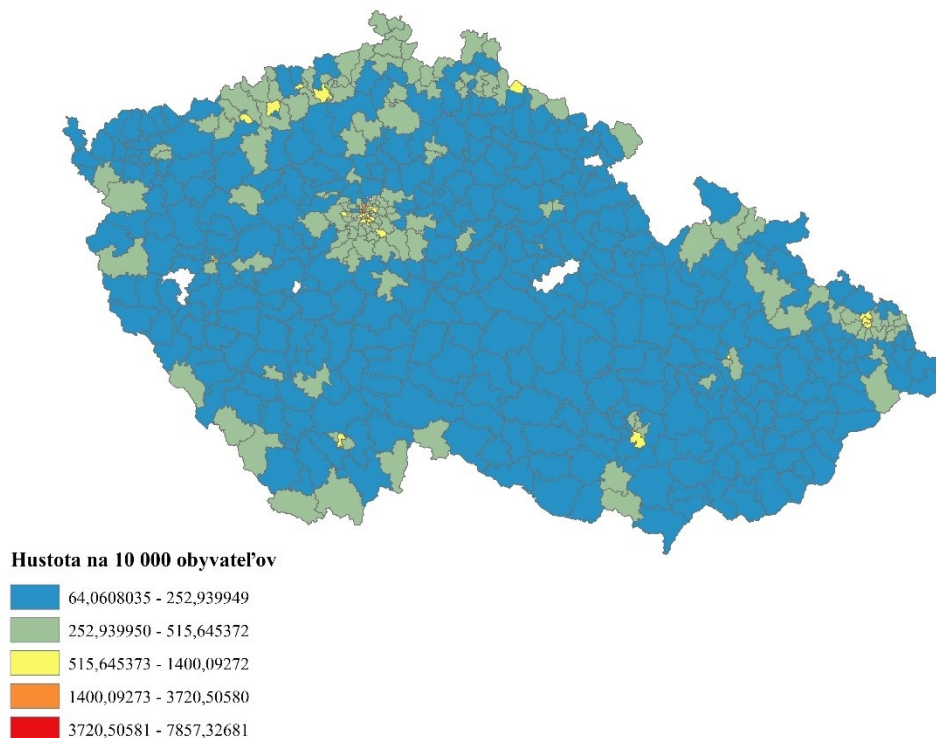 Hustota na 10 000 obyvateľov
64,0608035 - 252,939949
252,939950 - 515,645372
515,645373 - 1400,09272
1400,09273 - 3720,50580
3720,50581 - 7857,32681